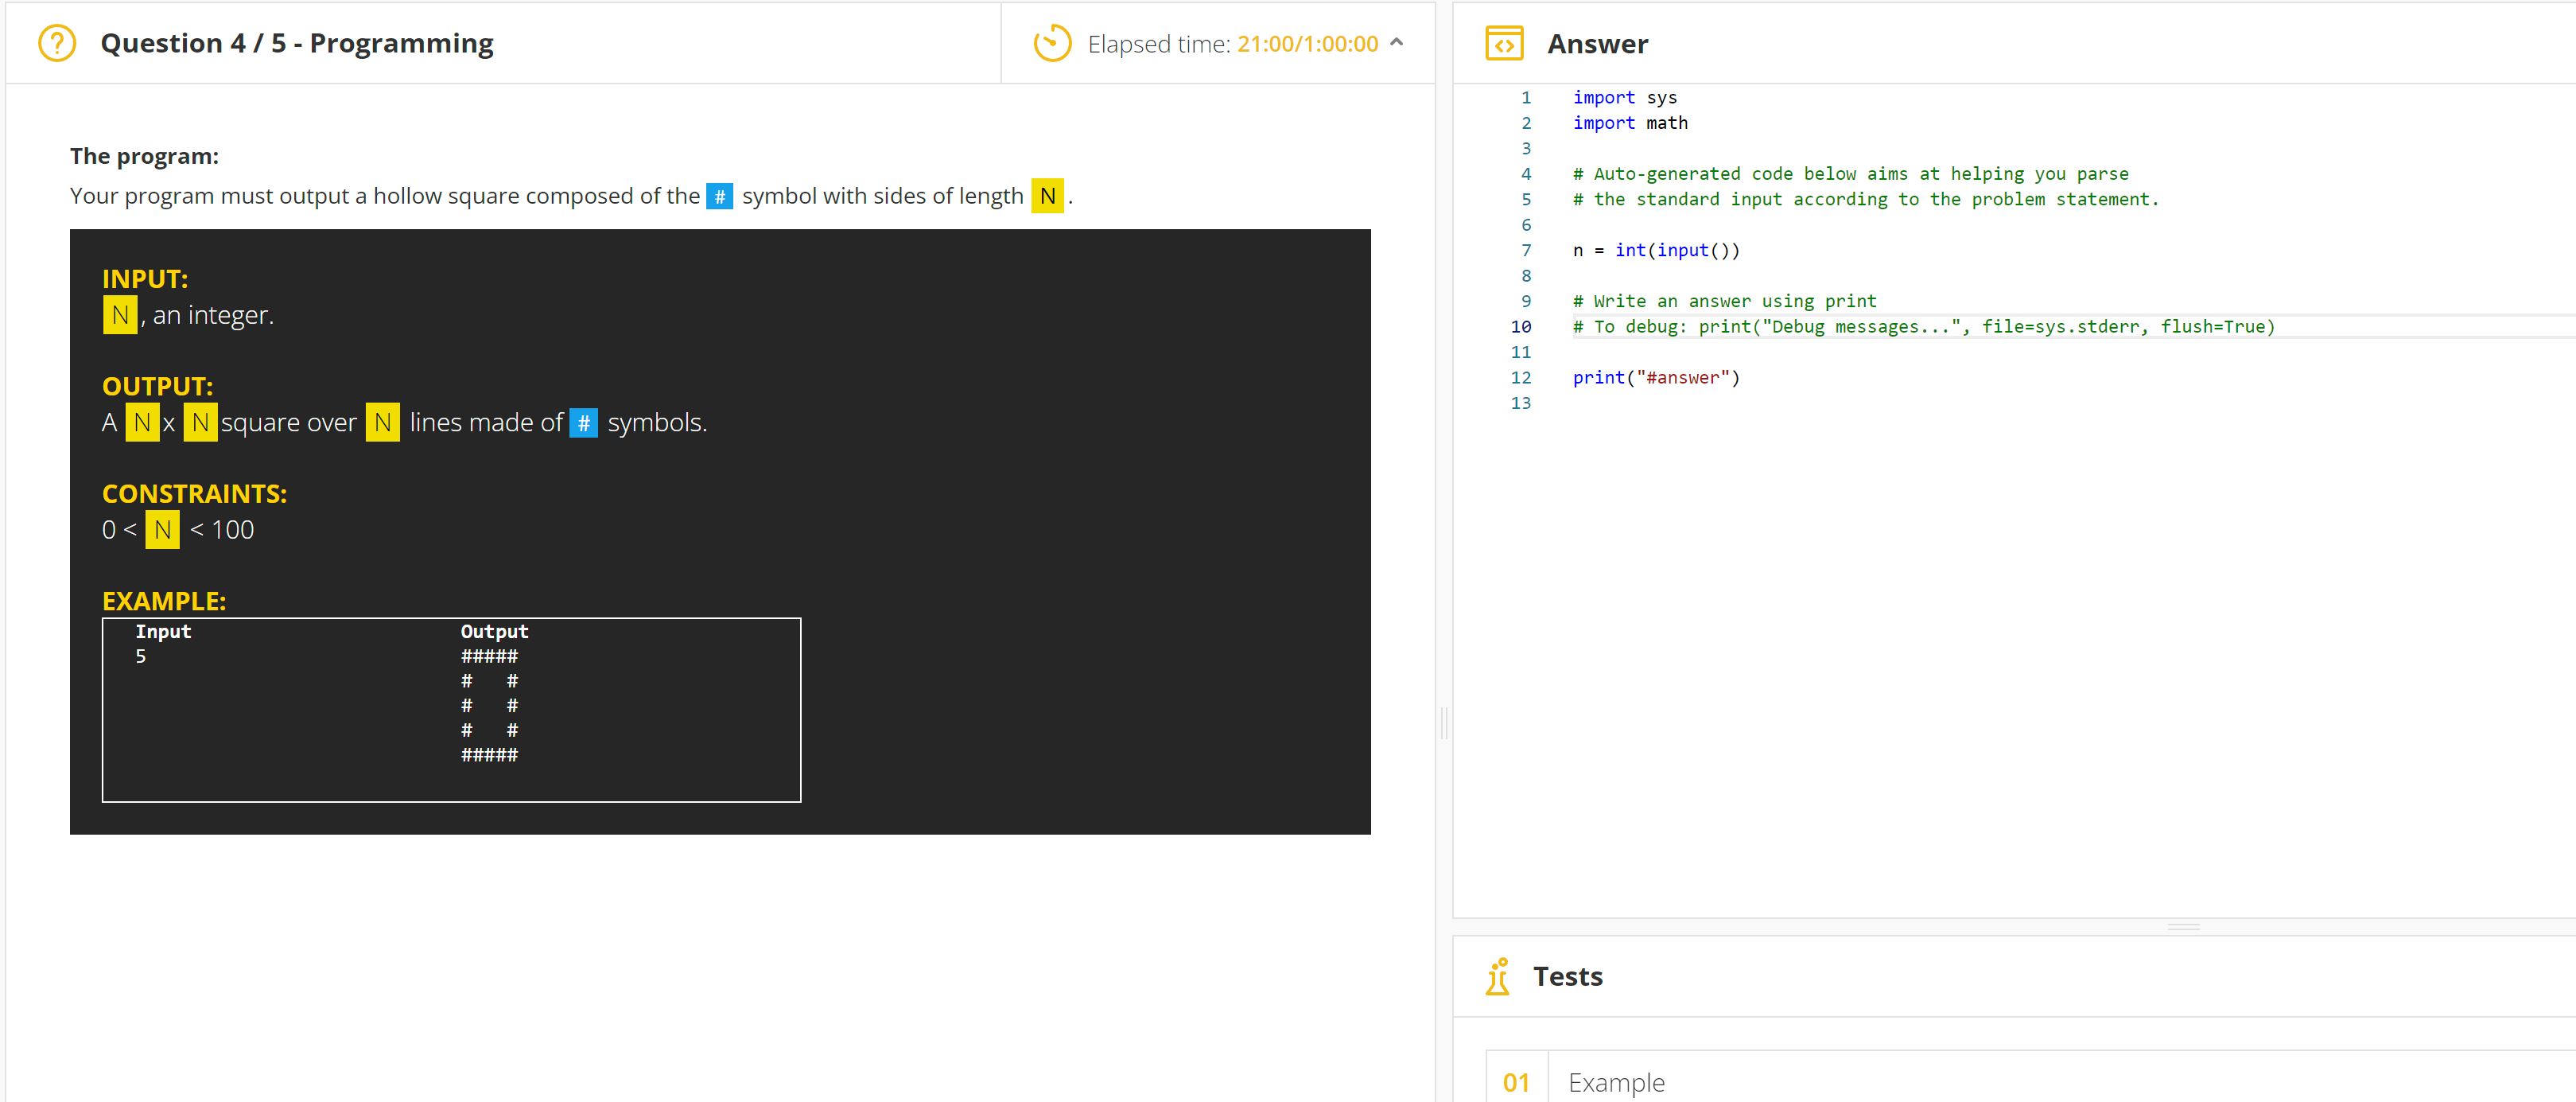 Question 4 / 5 - Programming
Elapsed time: 21:00/1:00:00
The program:
Your program must output a hollow square composed of the # symbol with sides of length N .
INPUT:
N , an integer.
OUTPUT:
A N x N square over N lines made of # symbols.
CONSTRAINTS:
0 < N < 100
EXAMPLE:
Input Output
5 #####
#   #
#   #
#   #
#####
Answer
1 import sys
2 import math
3
4 # Auto-generated code below aims at helping you parse
5 # the standard input according to the problem statement.
6
7 n = int(input())
8
9 # Write an answer using print
10 # To debug: print("Debug messages...", file=sys.stderr, flush=True)
11
12 print("#answer")
13
Tests
01 Example